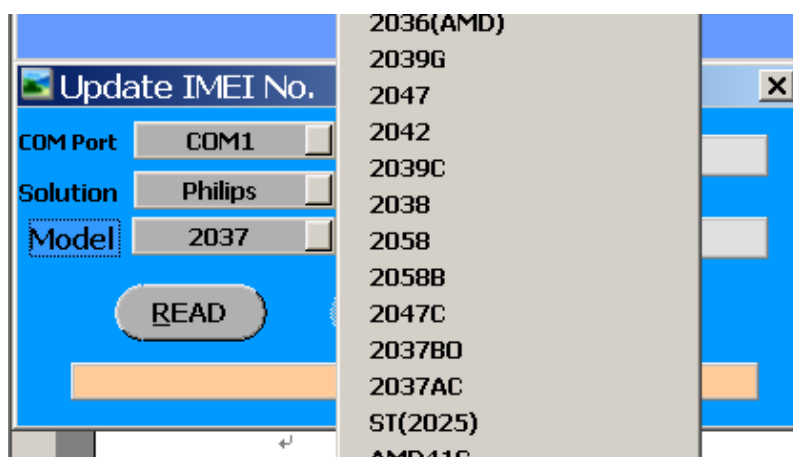 Update IMEI No.
COM Port COM1
Solution Philips
Model 2037
READ
2036(AMD)
2039G
2047
2042
2039C
2038
2058
2058B
2047C
2037BO
2037AC
ST(2025)